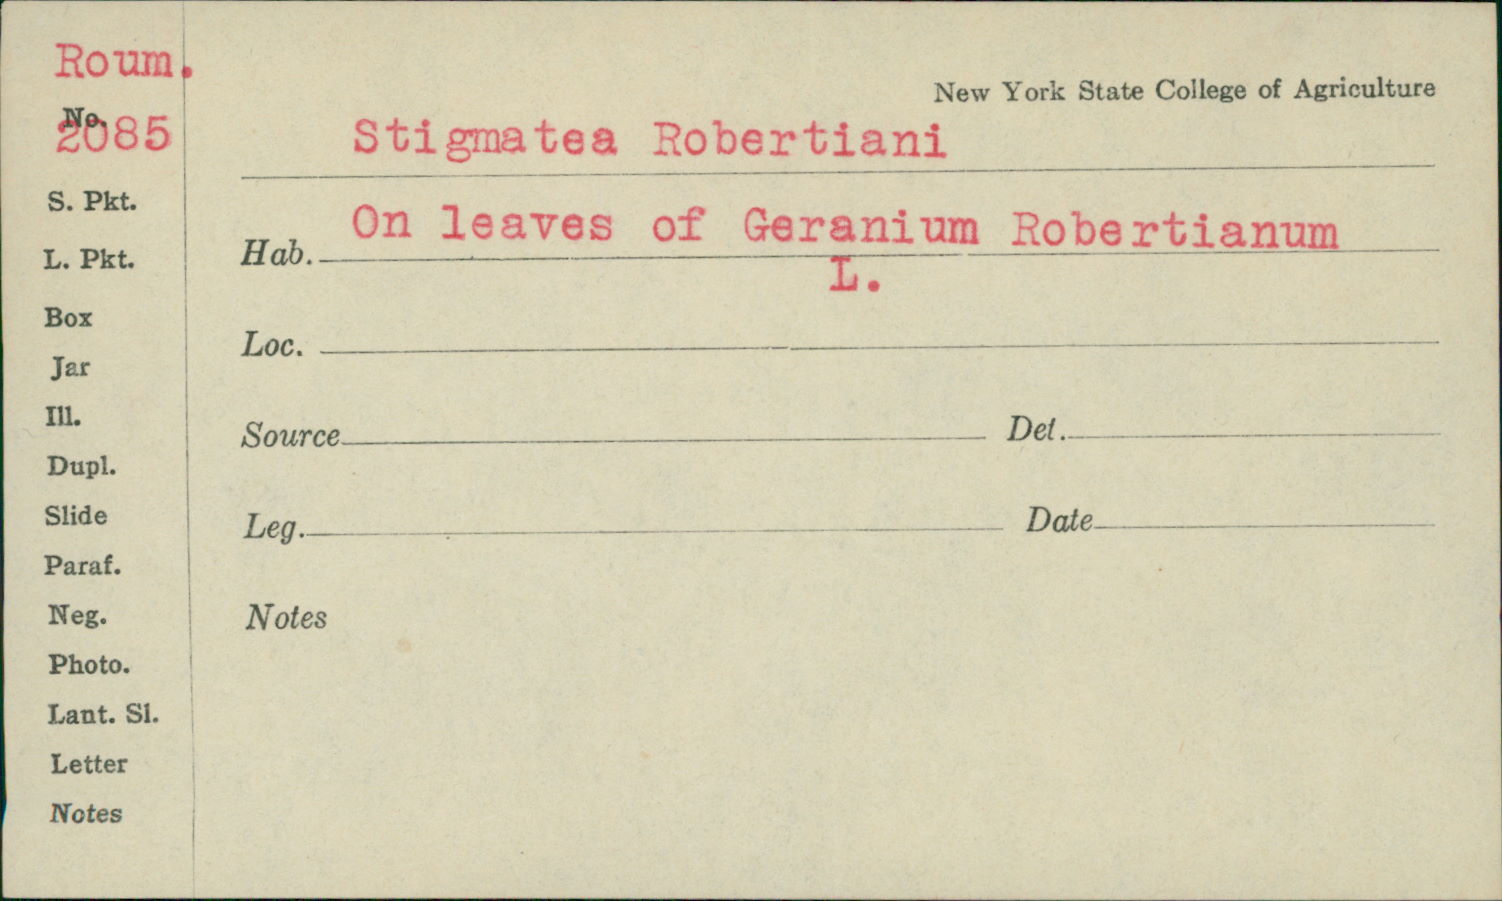 Roum.
No.
2085
S. Pkt.
L. Pkt.
Box
Jar
Ill.
Dupl.
Slide
Paraf.
Neg.
Photo.
Lant. Sl.
Letter
Notes
New York State College of Agriculture
Stigmatea Robertiani
Hab. On leaves of Geranium Robertianum
L.
Loc.
Source Det.
Leg. Date
Notes